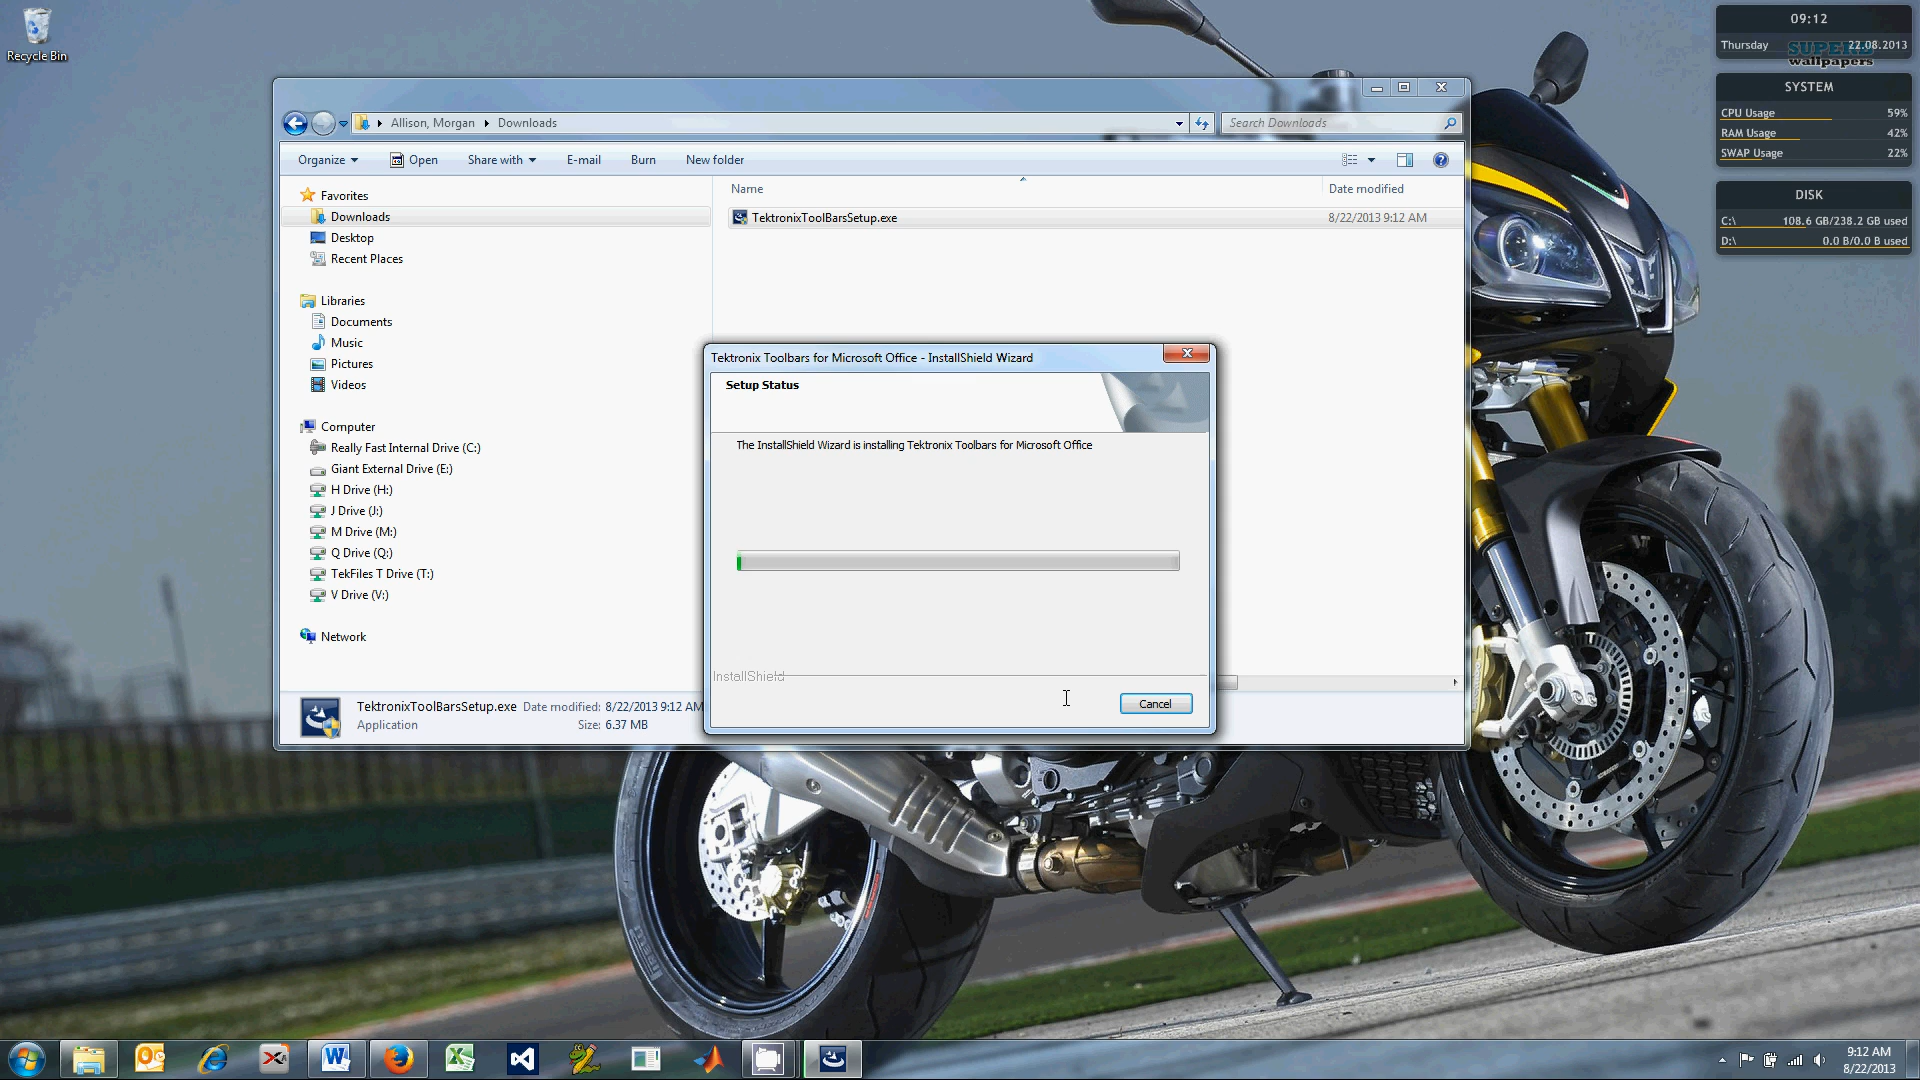 Recycle Bin
09:12
Thursday 22.08.2013
SUPERB
wallpapers
SYSTEM
CPU Usage 59%
RAM Usage 42%
SWAP Usage 22%
DISK
C:\ 108.6 GB/238.2 GB used
D:\ 0.0 B/0.0 B used
Allison, Morgan Downloads
Search Downloads
Organize Open Share with E-mail Burn New folder
Name Date modified
TektronixToolBarsSetup.exe 8/22/2013 9:12 AM
Favorites
Downloads
Desktop
Recent Places
Libraries
Documents
Music
Pictures
Videos
Computer
Really Fast Internal Drive (C:)
Giant External Drive (E:)
H Drive (H:)
J Drive (J:)
M Drive (M:)
Q Drive (Q:)
TekFiles T Drive (T:)
V Drive (V:)
Network
TektronixToolBarsSetup.exe Date modified: 8/22/2013 9:12 AM
Application Size: 6.37 MB
Tektronix Toolbars for Microsoft Office - InstallShield Wizard
Setup Status
The InstallShield Wizard is installing Tektronix Toolbars for Microsoft Office
InstallShield
Cancel
9:12 AM
8/22/2013